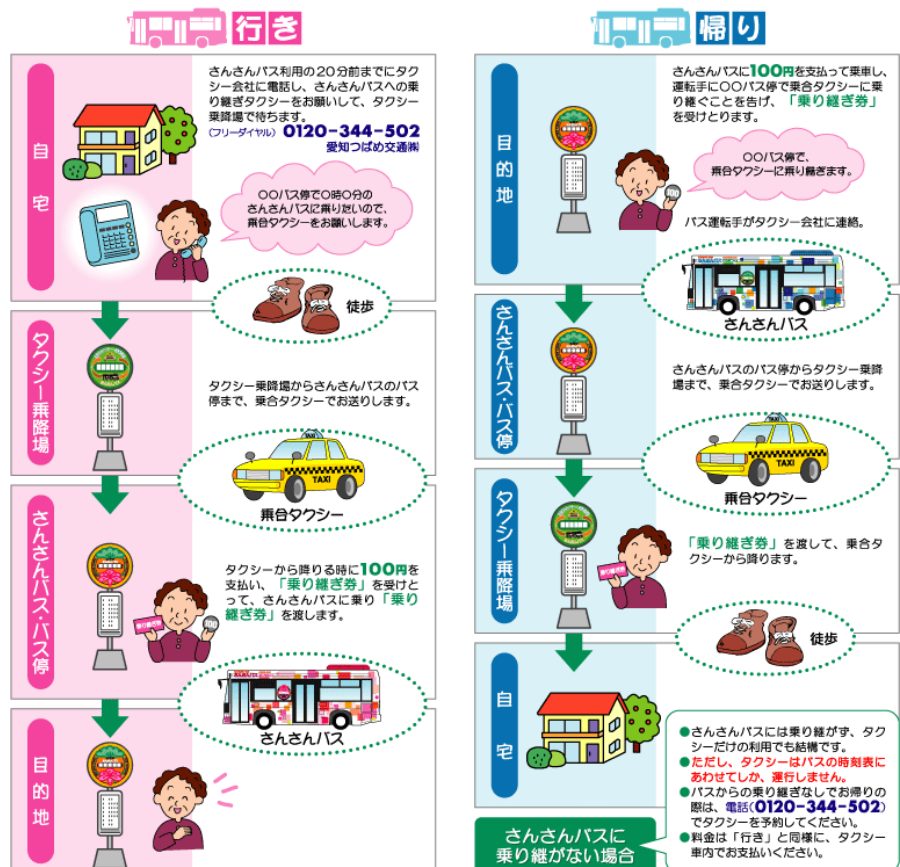 行き
自宅
さんさんバス利用の20分前までにタク
シー会社に電話し、さんさんバスへの乗
り継ぎタクシーをお願いして、タクシー
乗降場で待ちます。
(フリーダイヤル) 0120-344-502
愛知つばめ交通㈱
〇〇バス停で〇時〇分の
さんさんバスに乗りたいので、
乗合タクシーをお願いします。
徒歩
タクシー乗降場
タクシー乗降場からさんさんバスのバス
停まで、乗合タクシーでお送りします。
TAXI
TAXI
乗合タクシー
さんさんバス・バス停
タクシーから降りる時に100円を
支払い、「乗り継ぎ券」を受けと
って、さんさんバスに乗り「乗り
継ぎ券」を渡します。
乗り継ぎ券
100
さんさんバス
目的地
帰り
目的地
さんさんバスに100円を支払って乗車し、
運転手に〇〇バス停で乗合タクシーに乗
り継ぐことを告げ、「乗り継ぎ券」
を受けとります。
〇〇バス停で、
乗合タクシーに乗り継ぎます。
100
バス運転手がタクシー会社に連絡。
さんさんバス
さんさんバス・バス停
さんさんバスのバス停からタクシー乗降
場まで、乗合タクシーでお送りします。
TAXI
TAXI
乗合タクシー
タクシー乗降場
「乗り継ぎ券」を渡して、乗合タ
クシーから降ります。
乗り継ぎ券
徒歩
自宅
さんさんバスに
乗り継がない場合
●さんさんバスには乗り継がず、タク
シーだけの利用でも結構です。
●ただし、タクシーはバスの時刻表に
あわせてしか、運行しません。
●バスからの乗り継ぎなしでお帰りの
際は、電話(0120-344-502)
でタクシーを予約してください。
●料金は「行き」と同様に、タクシー
車内でお支払いください。